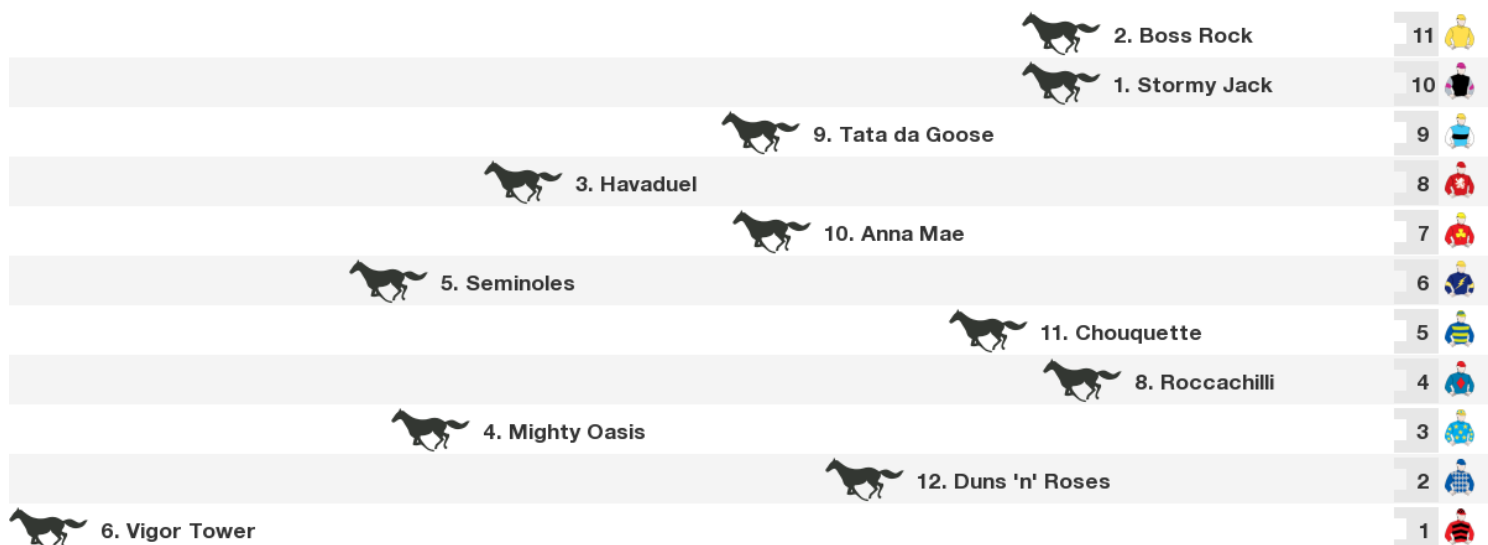 2. Boss Rock 11
1. Stormy Jack 10
9. Tata da Goose 9
3. Havaduel 8
10. Anna Mae 7
5. Seminoles 6
11. Chouquette 5
8. Roccachilli 4
4. Mighty Oasis 3
12. Duns 'n' Roses 2
6. Vigor Tower 1